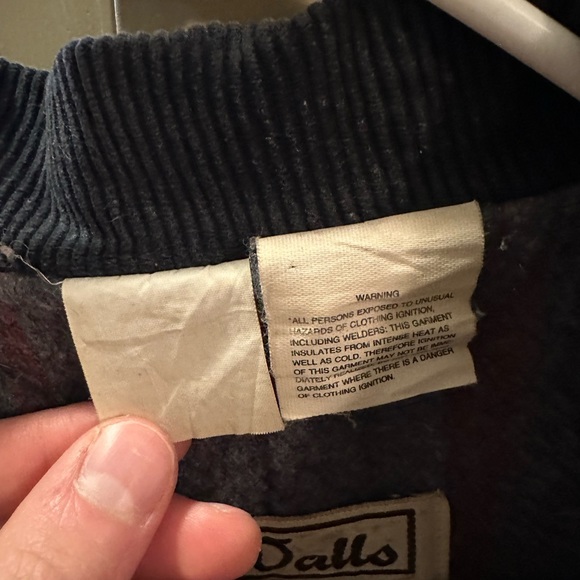 WARNING
"ALL PERSONS EXPOSED TO UNUSUAL
HAZARDS OF CLOTHING IGNITION,
INCLUDING WELDERS: THIS GARMENT
INSULATES FROM INTENSE HEAT AS
WELL AS COLD. THEREFORE IGNITION
OF THIS GARMENT MAY NOT BE IMME-
DIATELY
GARMENT WHERE THERE IS A DANGER
OF CLOTHING IGNITION.
Walls